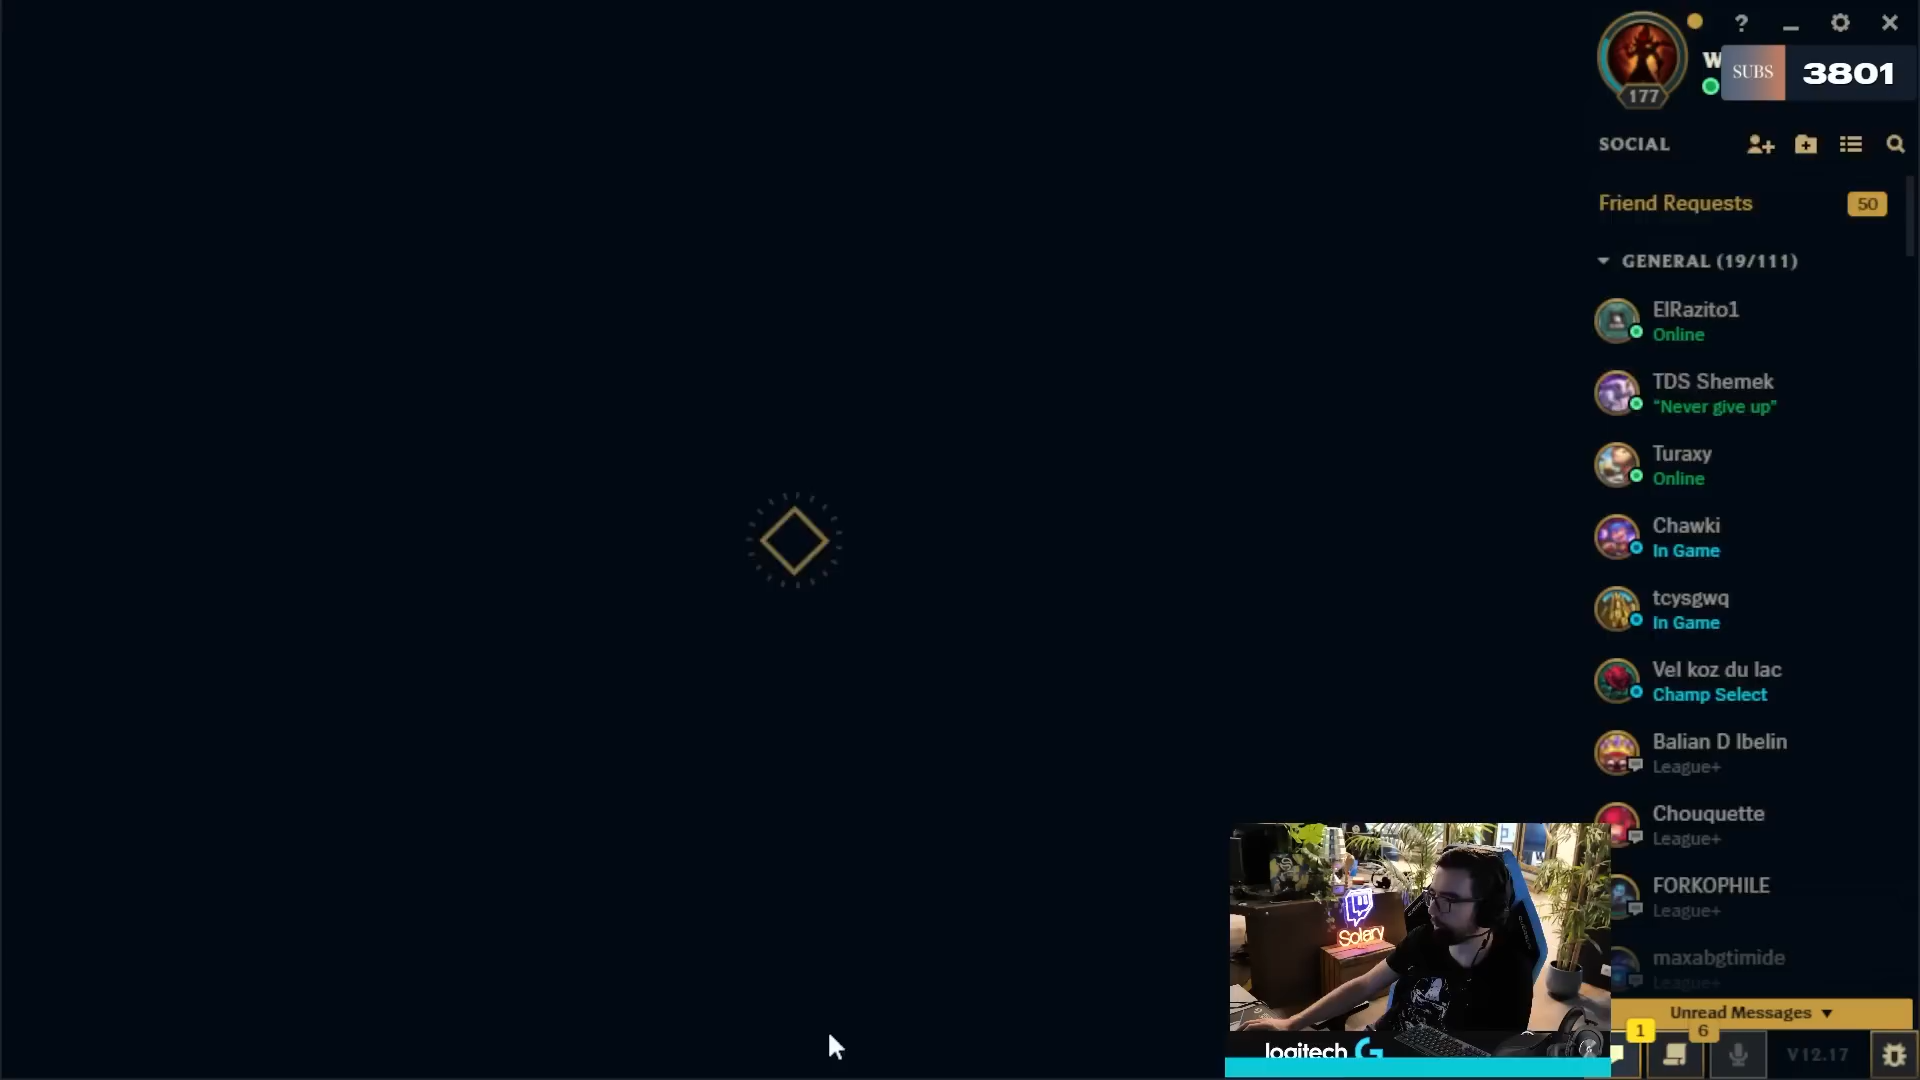 ?
W
SUBS
3801
177
SOCIAL
Friend Requests
50
GENERAL (19/111)
ElRazito1
Online
TDS Shemek
"Never give up"
Turaxy
Online
Chawki
In Game
tcysgwq
In Game
Vel koz du lac
Champ Select
Balian D Ibelin
League+
Chouquette
League+
FORKOPHILE
League+
maxabgtimide
League+
Solary
Unread Messages
1
6
logitech G
V12.17